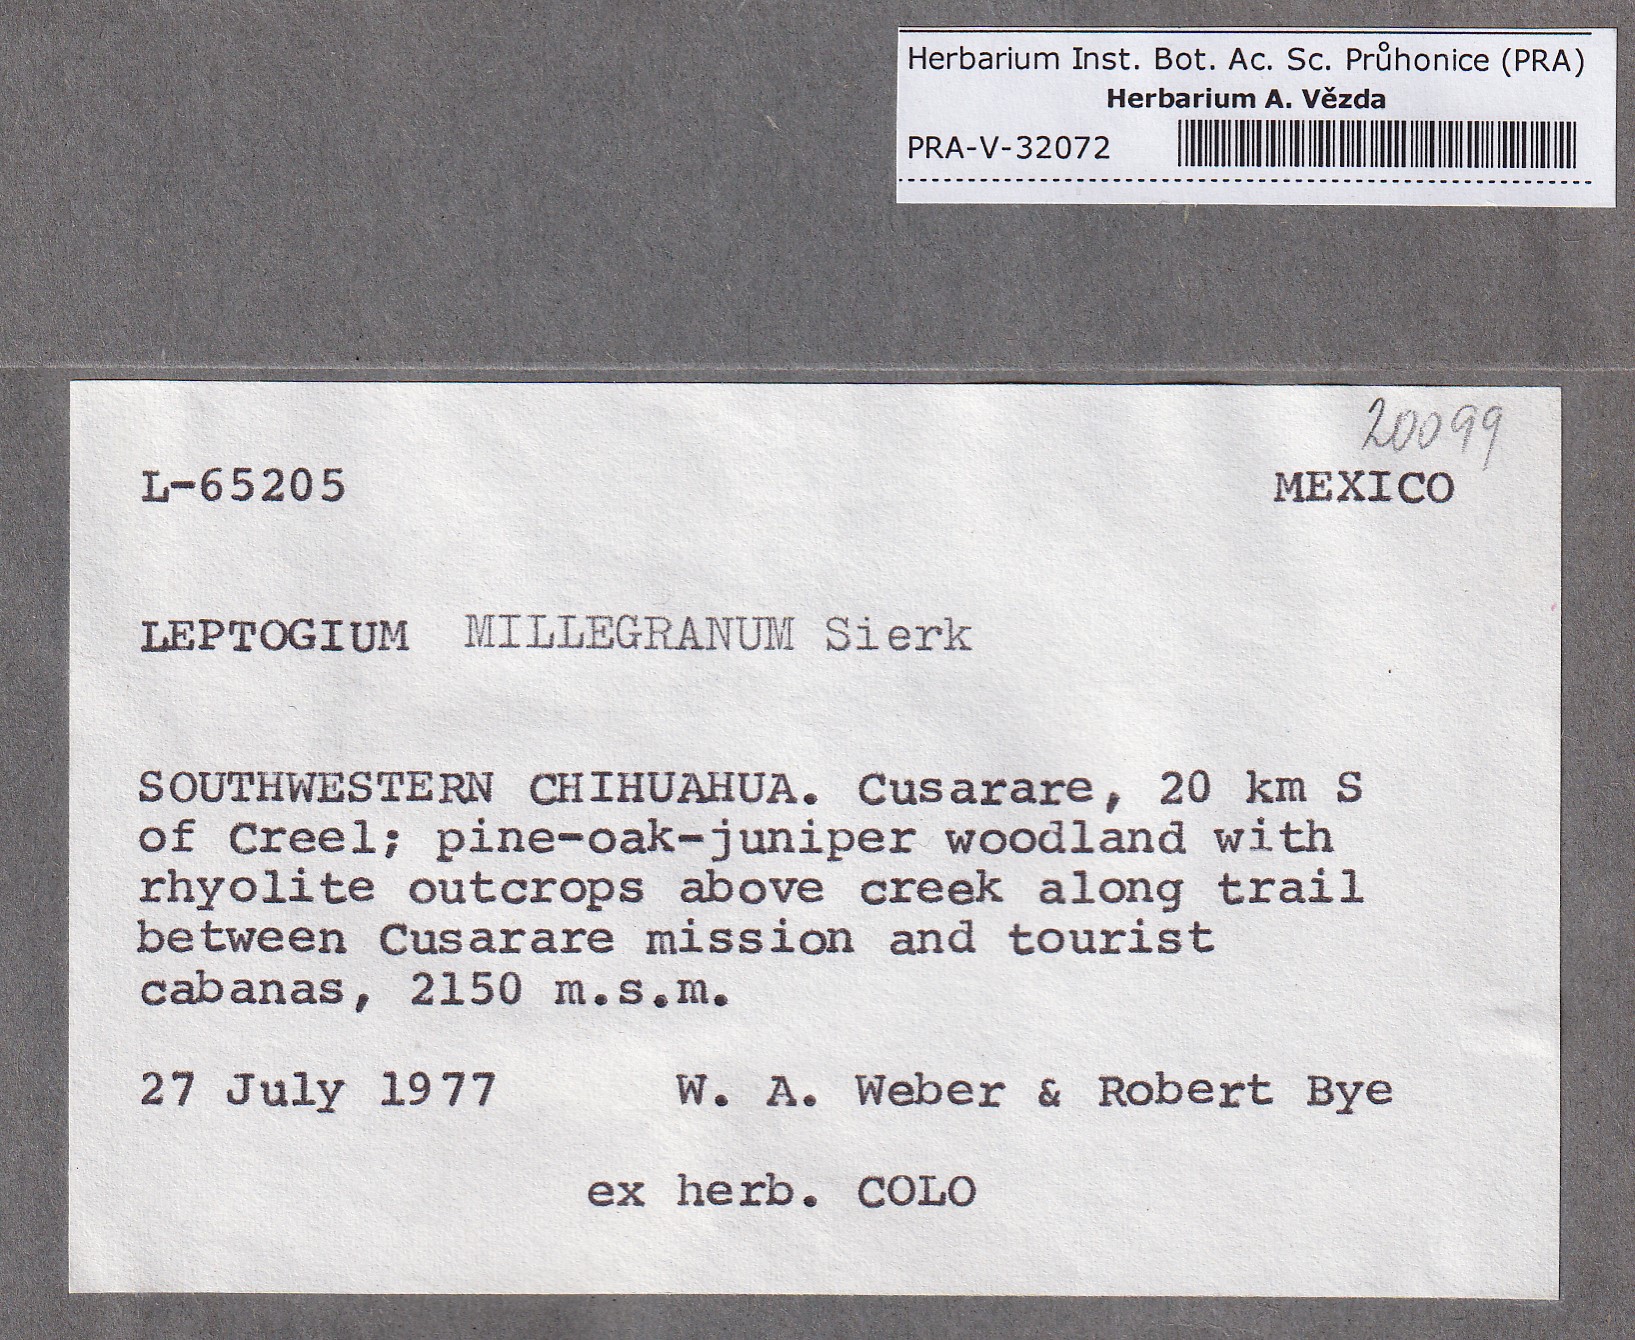 Herbarium Inst. Bot. Ac. Sc. Průhonice (PRA)
Herbarium A. Vězda
PRA-V-32072
20099
L-65205 MEXICO
LEPTOGIUM MILLEGRANUM Sierk
SOUTHWESTERN CHIHUAHUA. Cusarare, 20 km S
of Creel; pine-oak-juniper woodland with
rhyolite outcrops above creek along trail
between Cusarare mission and tourist
cabanas, 2150 m.s.m.
27 July 1977 W. A. Weber & Robert Bye
ex herb. COLO